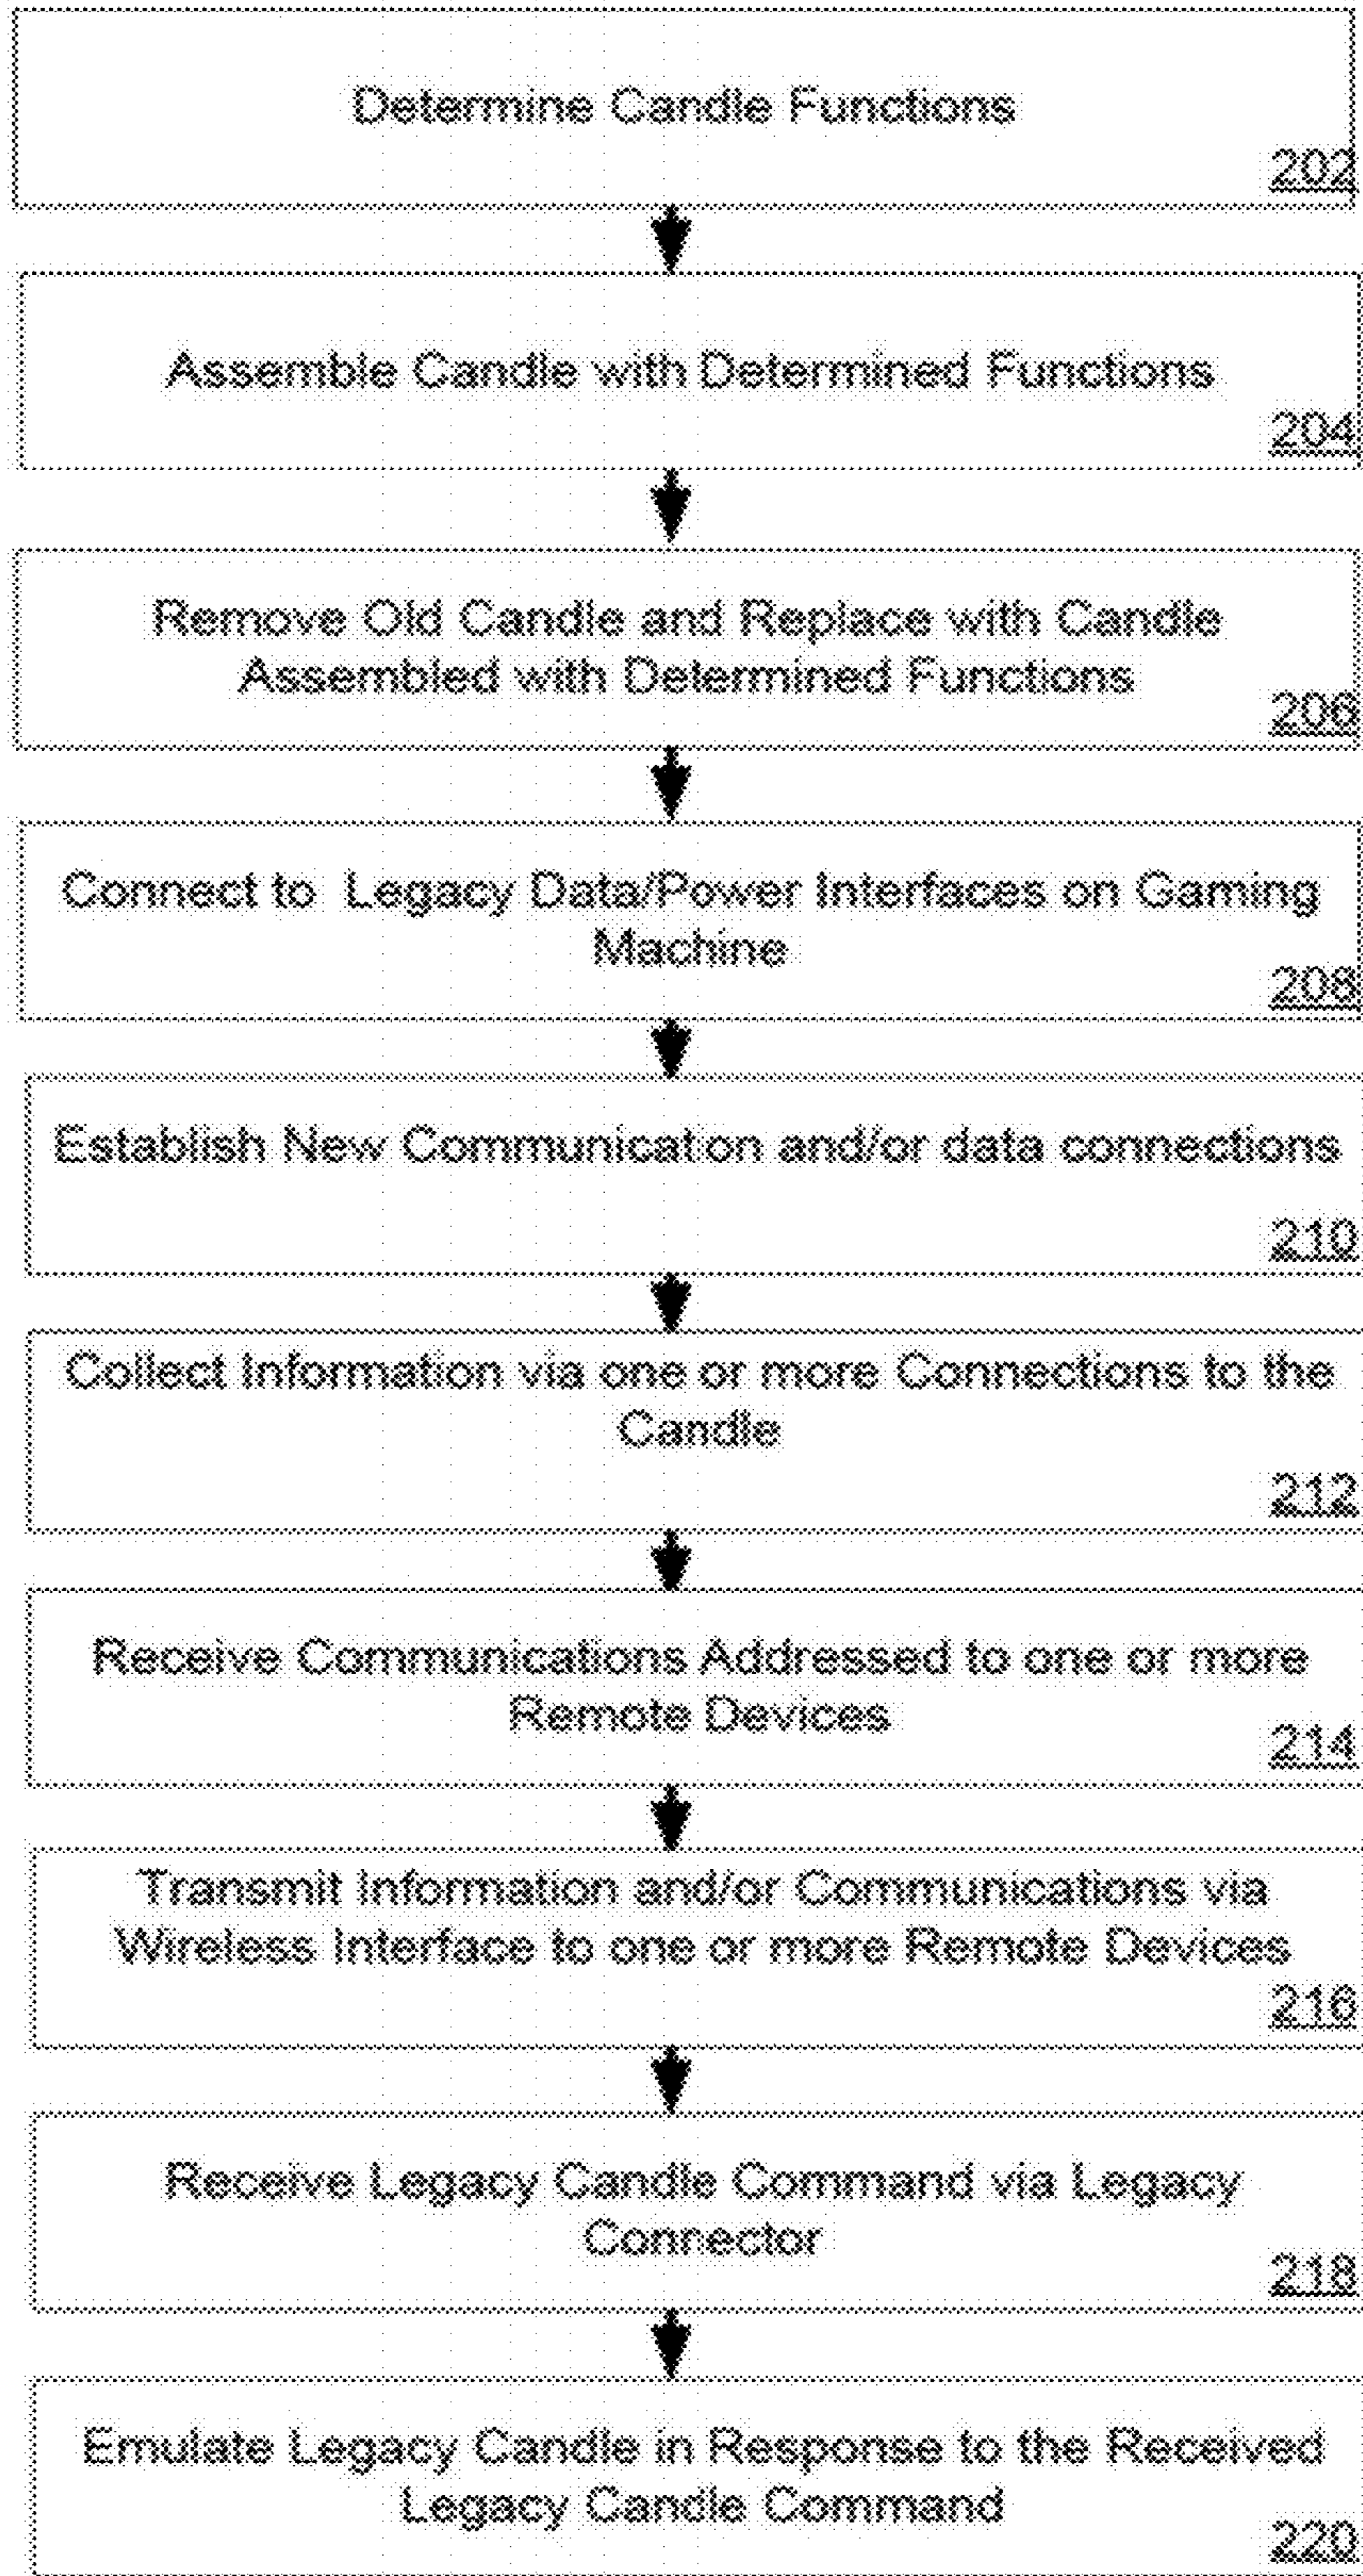 Determine Candle Functions
202
Assemble Candle with Determined Functions
204
Remove Old Candle and Replace with Candle
Assembled with Determined Functions
206
Connect to Legacy Data/Power Interfaces on Gaming
Machine
208
Establish New Communication and/or data connections
210
Collect Information via one or more Connections to the
Candle
212
Receive Communications Addressed to one or more
Remote Devices
214
Transmit Information and/or Communications via
Wireless Interface to one or more Remote Devices
216
Receive Legacy Candle Command via Legacy
Connector
218
Emulate Legacy Candle in Response to the Received
Legacy Candle Command
220